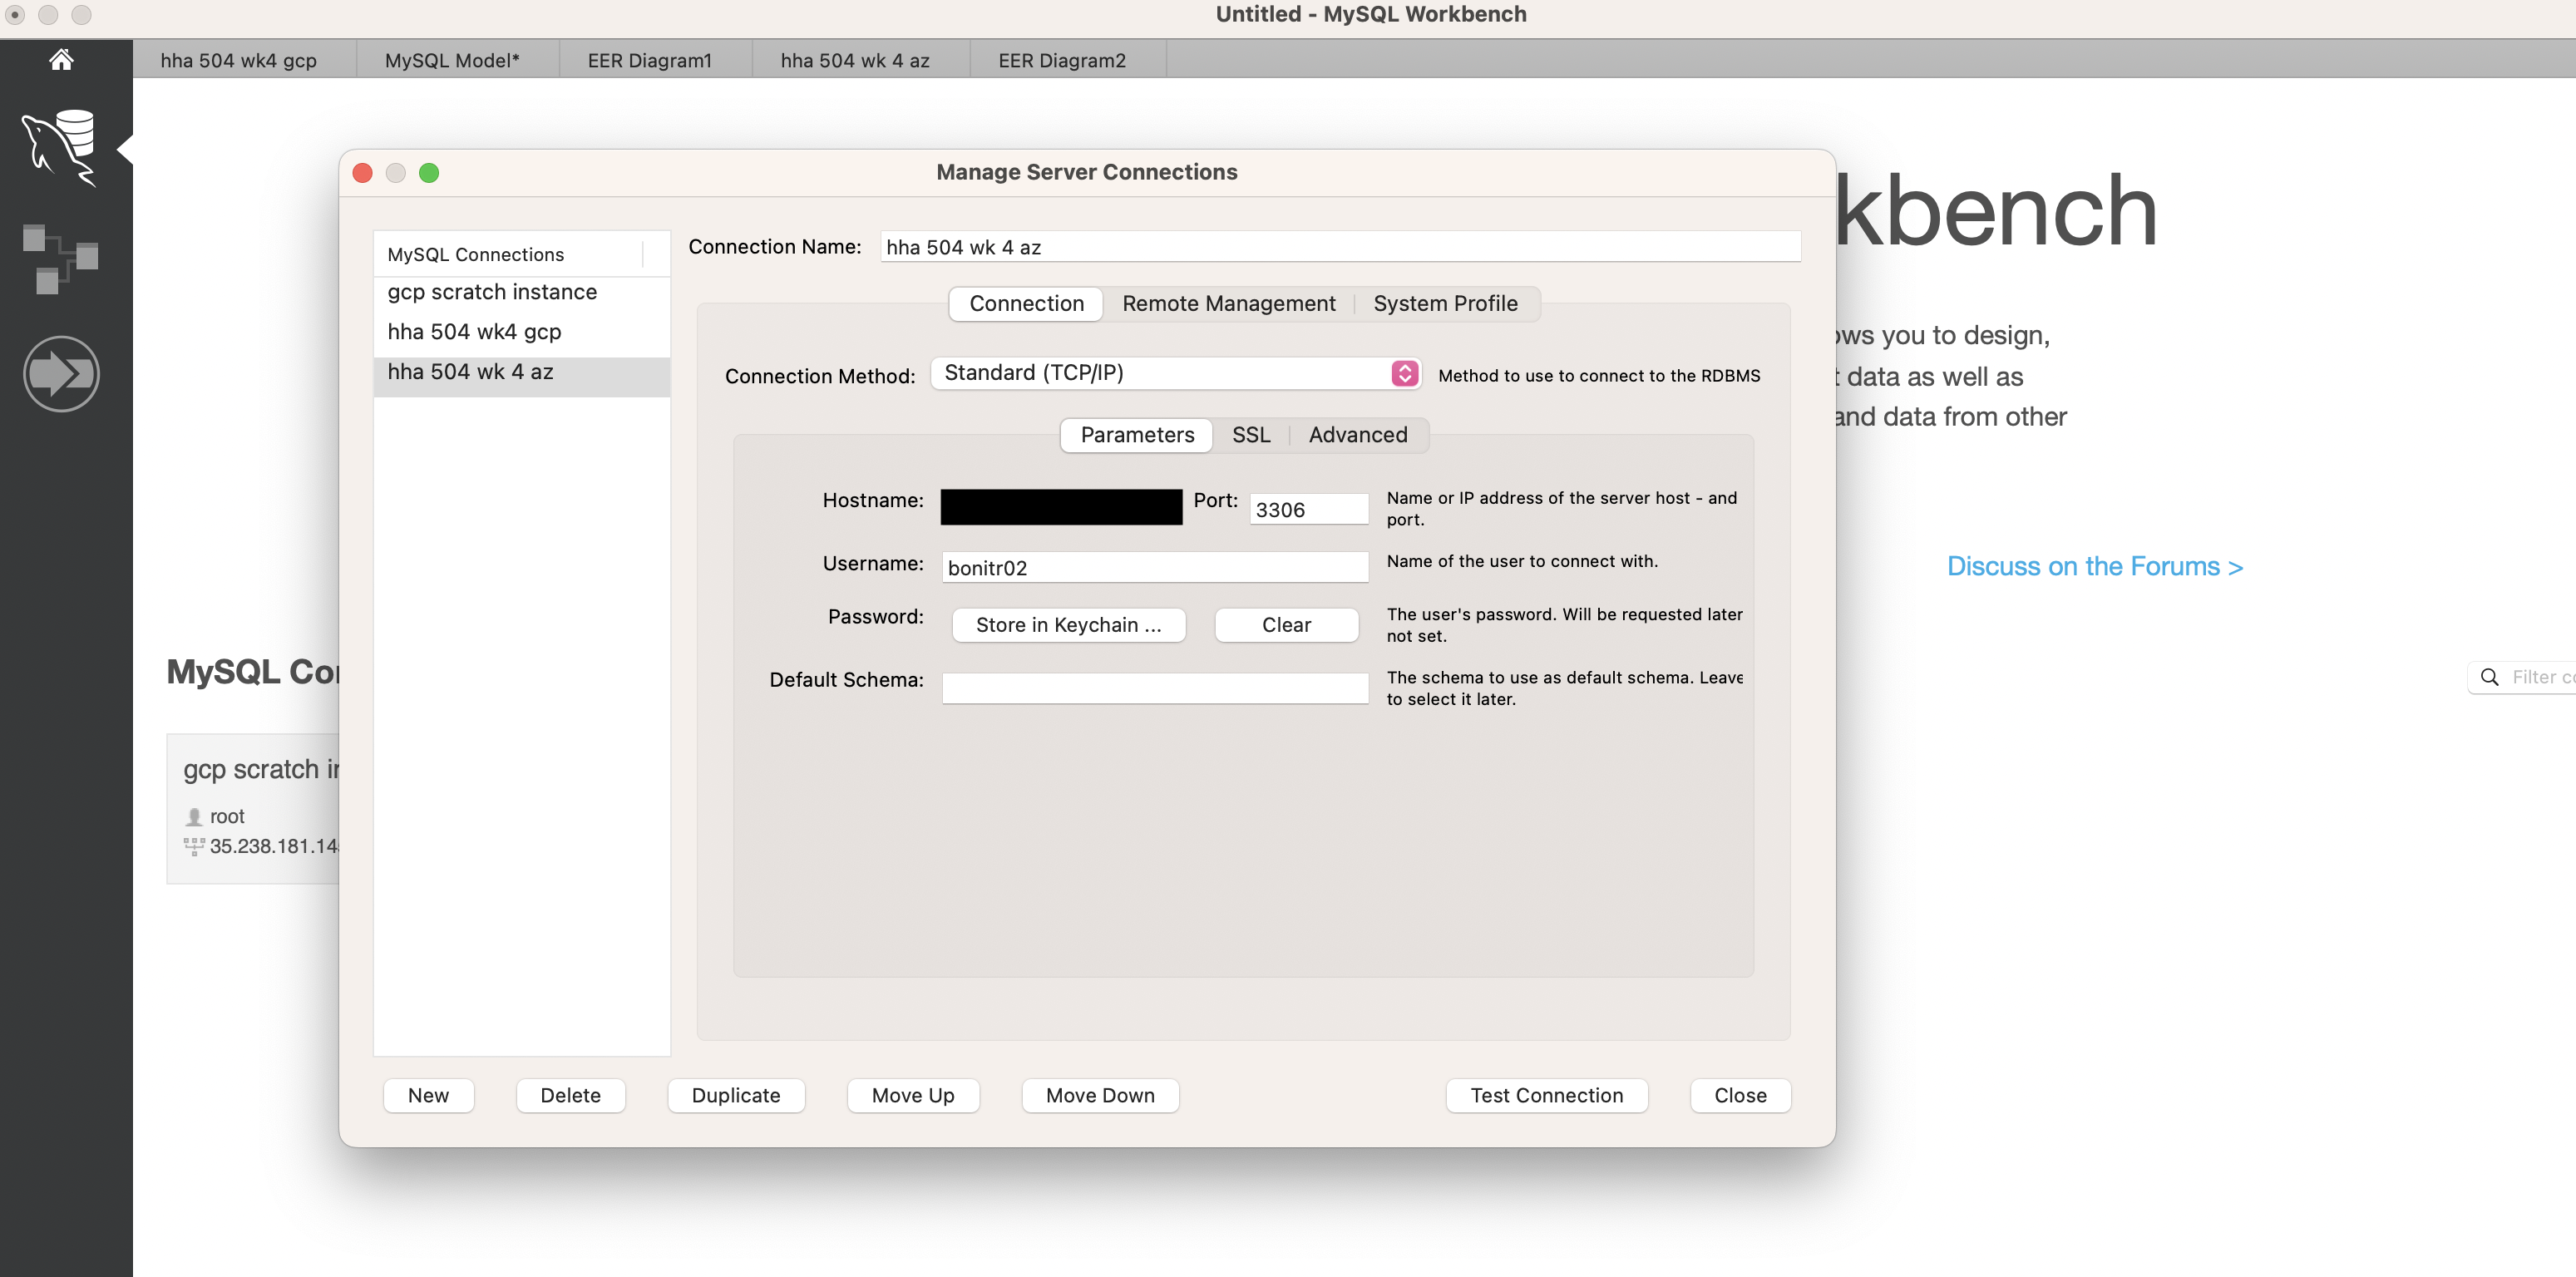 Untitled - MySQL Workbench
hha 504 wk4 gcp
MySQL Model*
EER Diagram1
hha 504 wk 4 az
EER Diagram2
kbench
Manage Server Connections
MySQL Connections
gcp scratch instance
hha 504 wk4 gcp
hha 504 wk 4 az
Connection Name: hha 504 wk 4 az
Connection Remote Management System Profile
Connection Method: Standard (TCP/IP) Method to use to connect to the RDBMS
Parameters SSL Advanced
Hostname: Port: 3306 Name or IP address of the server host - and
port.
Username: bonitr02 Name of the user to connect with.
Password: Store in Keychain ... Clear The user's password. Will be requested later
not set.
Default Schema: The schema to use as default schema. Leave
to select it later.
New Delete Duplicate Move Up Move Down Test Connection Close
ows you to design,
t data as well as
and data from other
Discuss on the Forums >
MySQL Co
Filter co
gcp scratch i
root
35.238.181.14